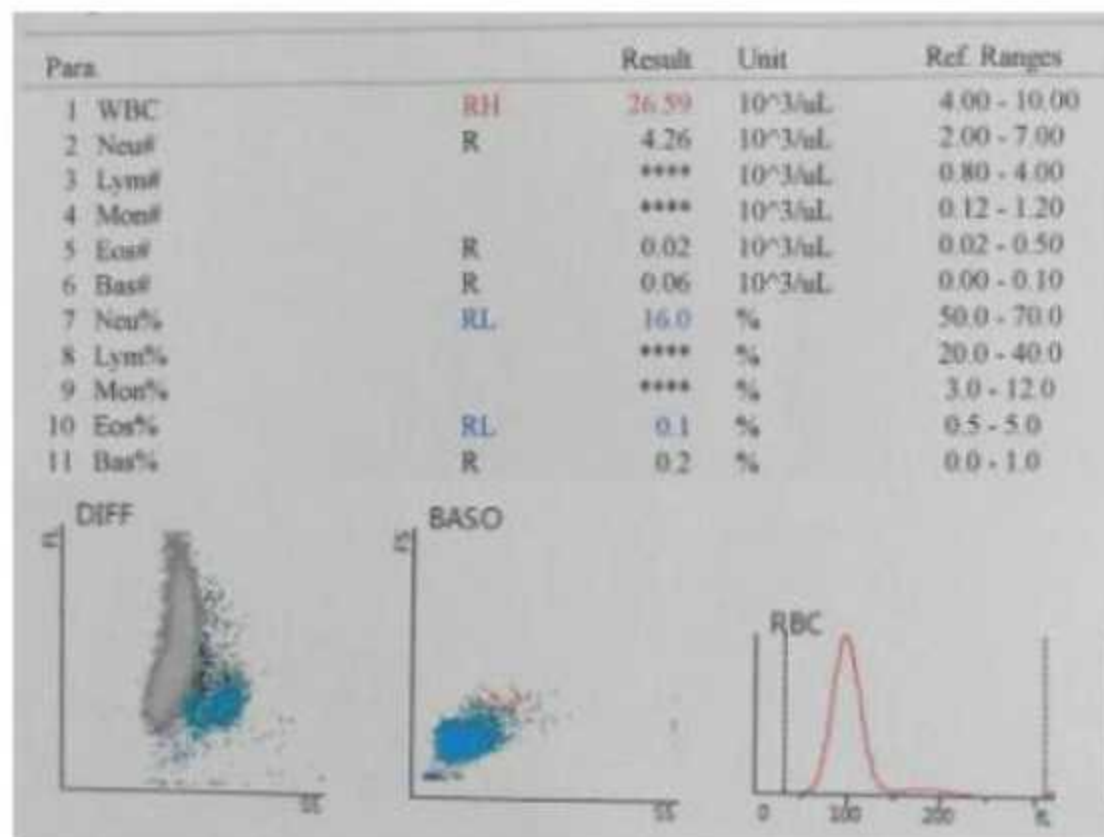 Para. Result Unit Ref. Ranges
1 WBC RH 26.59 10^3/uL 4.00 - 10.00
2 Neu# R 4.26 10^3/uL 2.00 - 7.00
3 Lym# **** 10^3/uL 0.80 - 4.00
4 Mon# **** 10^3/uL 0.12 - 1.20
5 Eos# R 0.02 10^3/uL 0.02 - 0.50
6 Bas# R 0.06 10^3/uL 0.00 - 0.10
7 Neu% RL 16.0 % 50.0 - 70.0
8 Lym% **** % 20.0 - 40.0
9 Mon% **** % 3.0 - 12.0
10 Eos% RL 0.1 % 0.5 - 5.0
11 Bas% R 0.2 % 0.0 - 1.0
DIFF BASO
FL FS
RBC
SS SS
0 100 200 fL